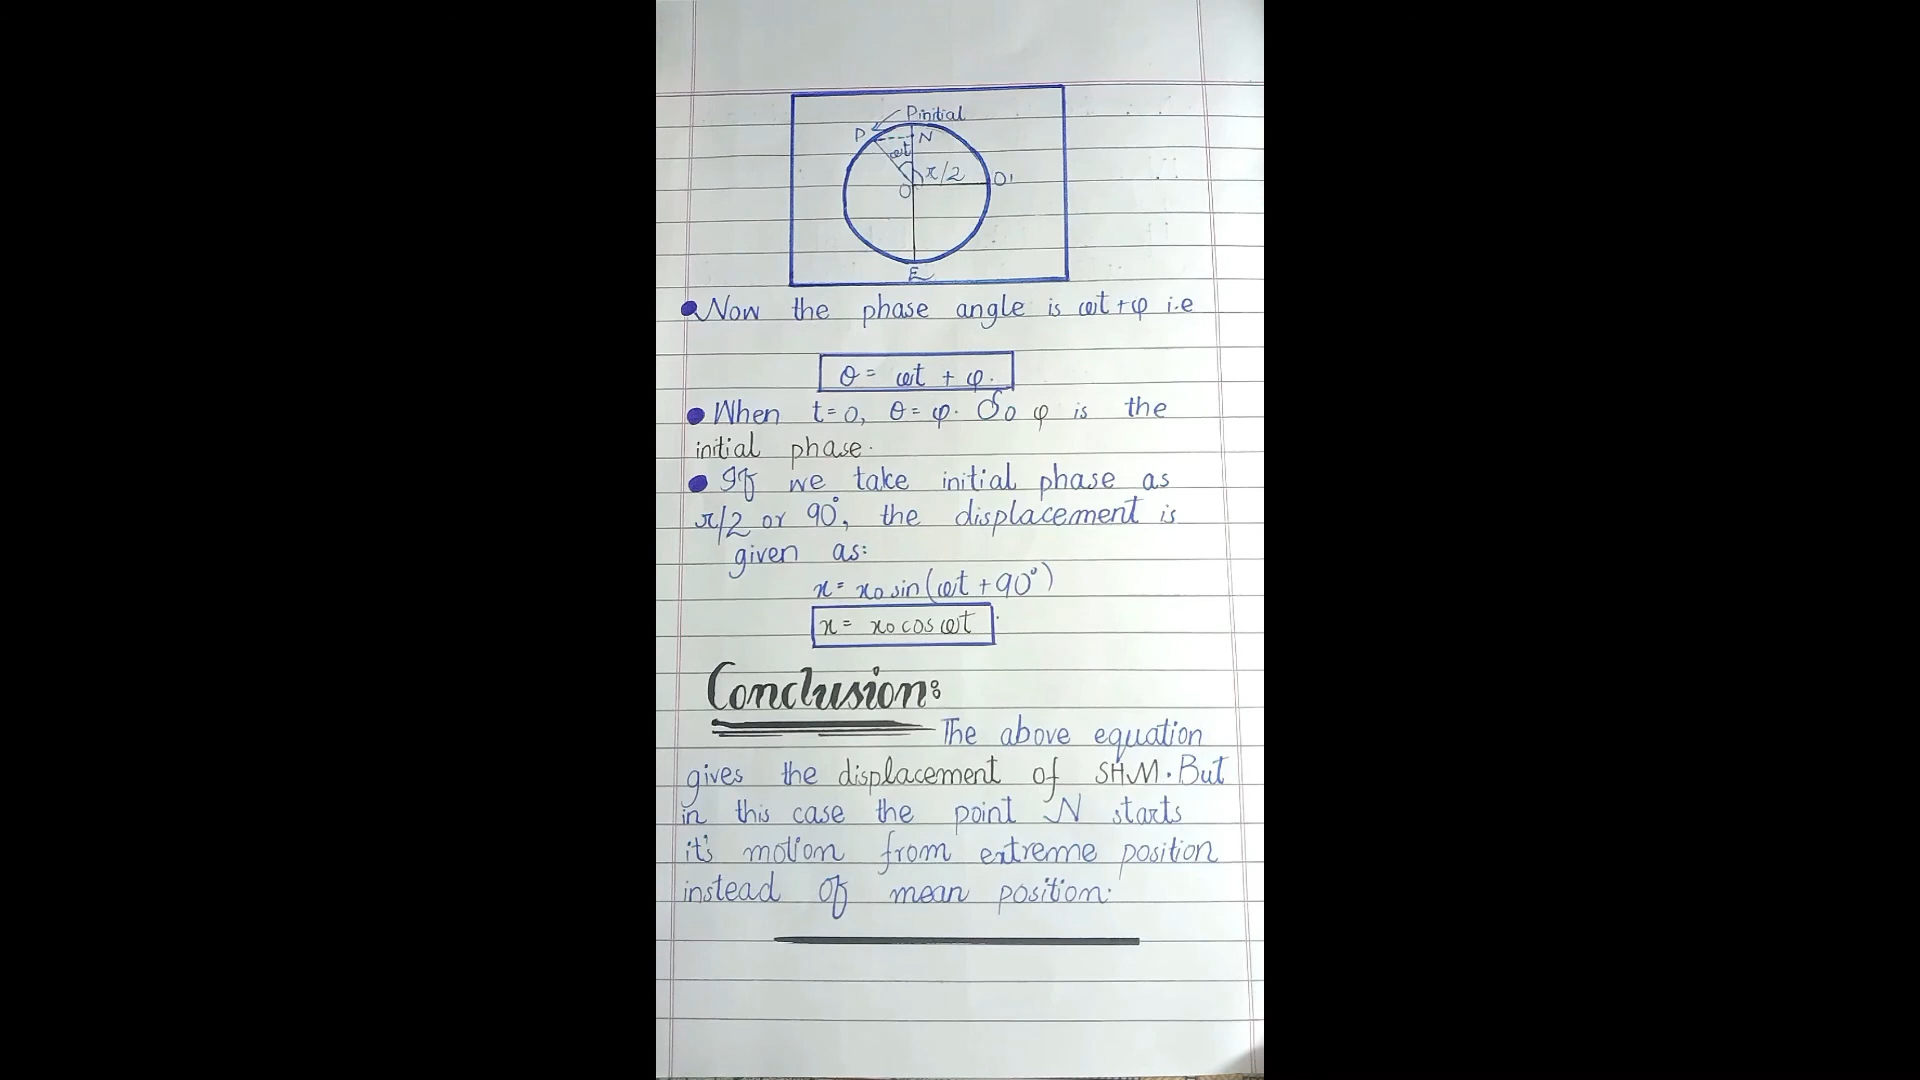 Pinitial
P
N
ωt
π/2
O
O'
E
Now the phase angle is ωt+φ i.e
θ = ωt + φ.
When t=0, θ=φ. So φ is the
initial phase.
If we take initial phase as
π/2 or 90°, the displacement is
given as:
x = x₀ sin(ωt + 90°)
x = x₀ cos ωt
Conclusion:
The above equation
gives the displacement of SHM. But
in this case the point N starts
it's motion from extreme position
instead of mean position.